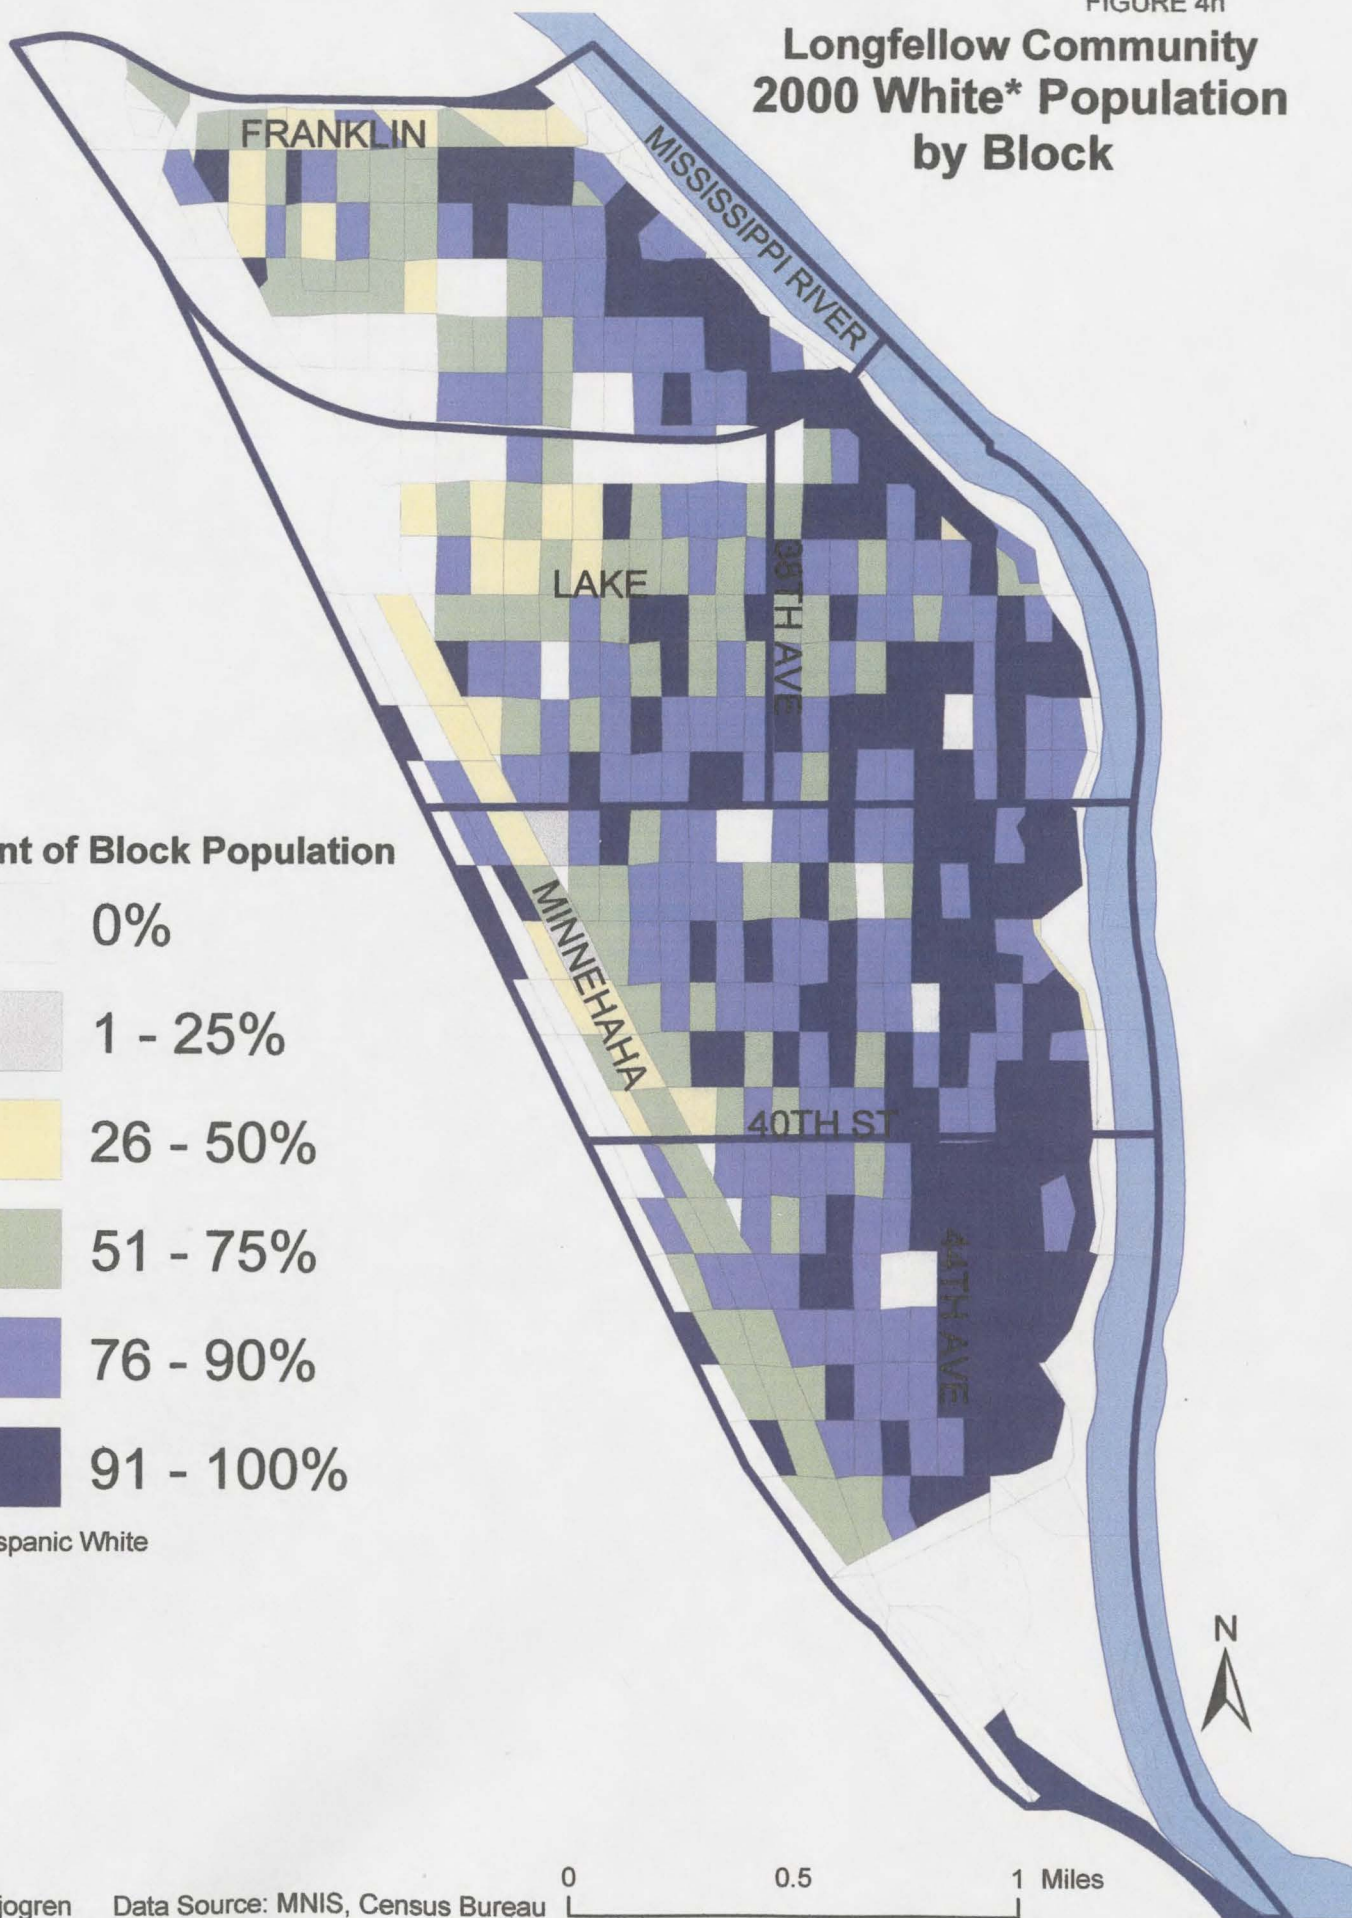 FIGURE 4h
Longfellow Community
2000 White* Population
by Block
FRANKLIN
MISSISSIPPI RIVER
LAKE
38TH AVE
MINNEHAHA
40TH ST
44TH AVE
nt of Block Population
0%
1 - 25%
26 - 50%
51 - 75%
76 - 90%
91 - 100%
spanic White
N
0 0.5 1 Miles
jogren Data Source: MNIS, Census Bureau